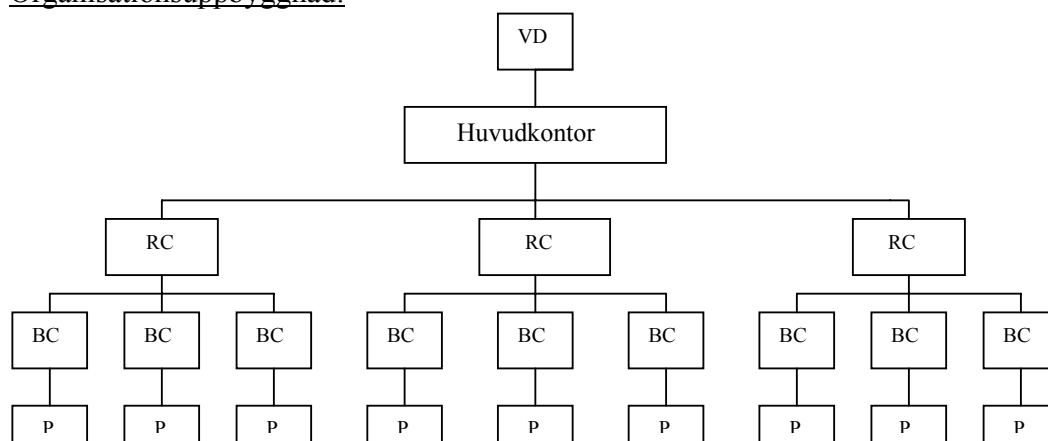 Organisationsuppbyggnad:
VD
Huvudkontor
RC RC RC
BC BC BC BC BC BC BC BC BC
P P P P P P P P P